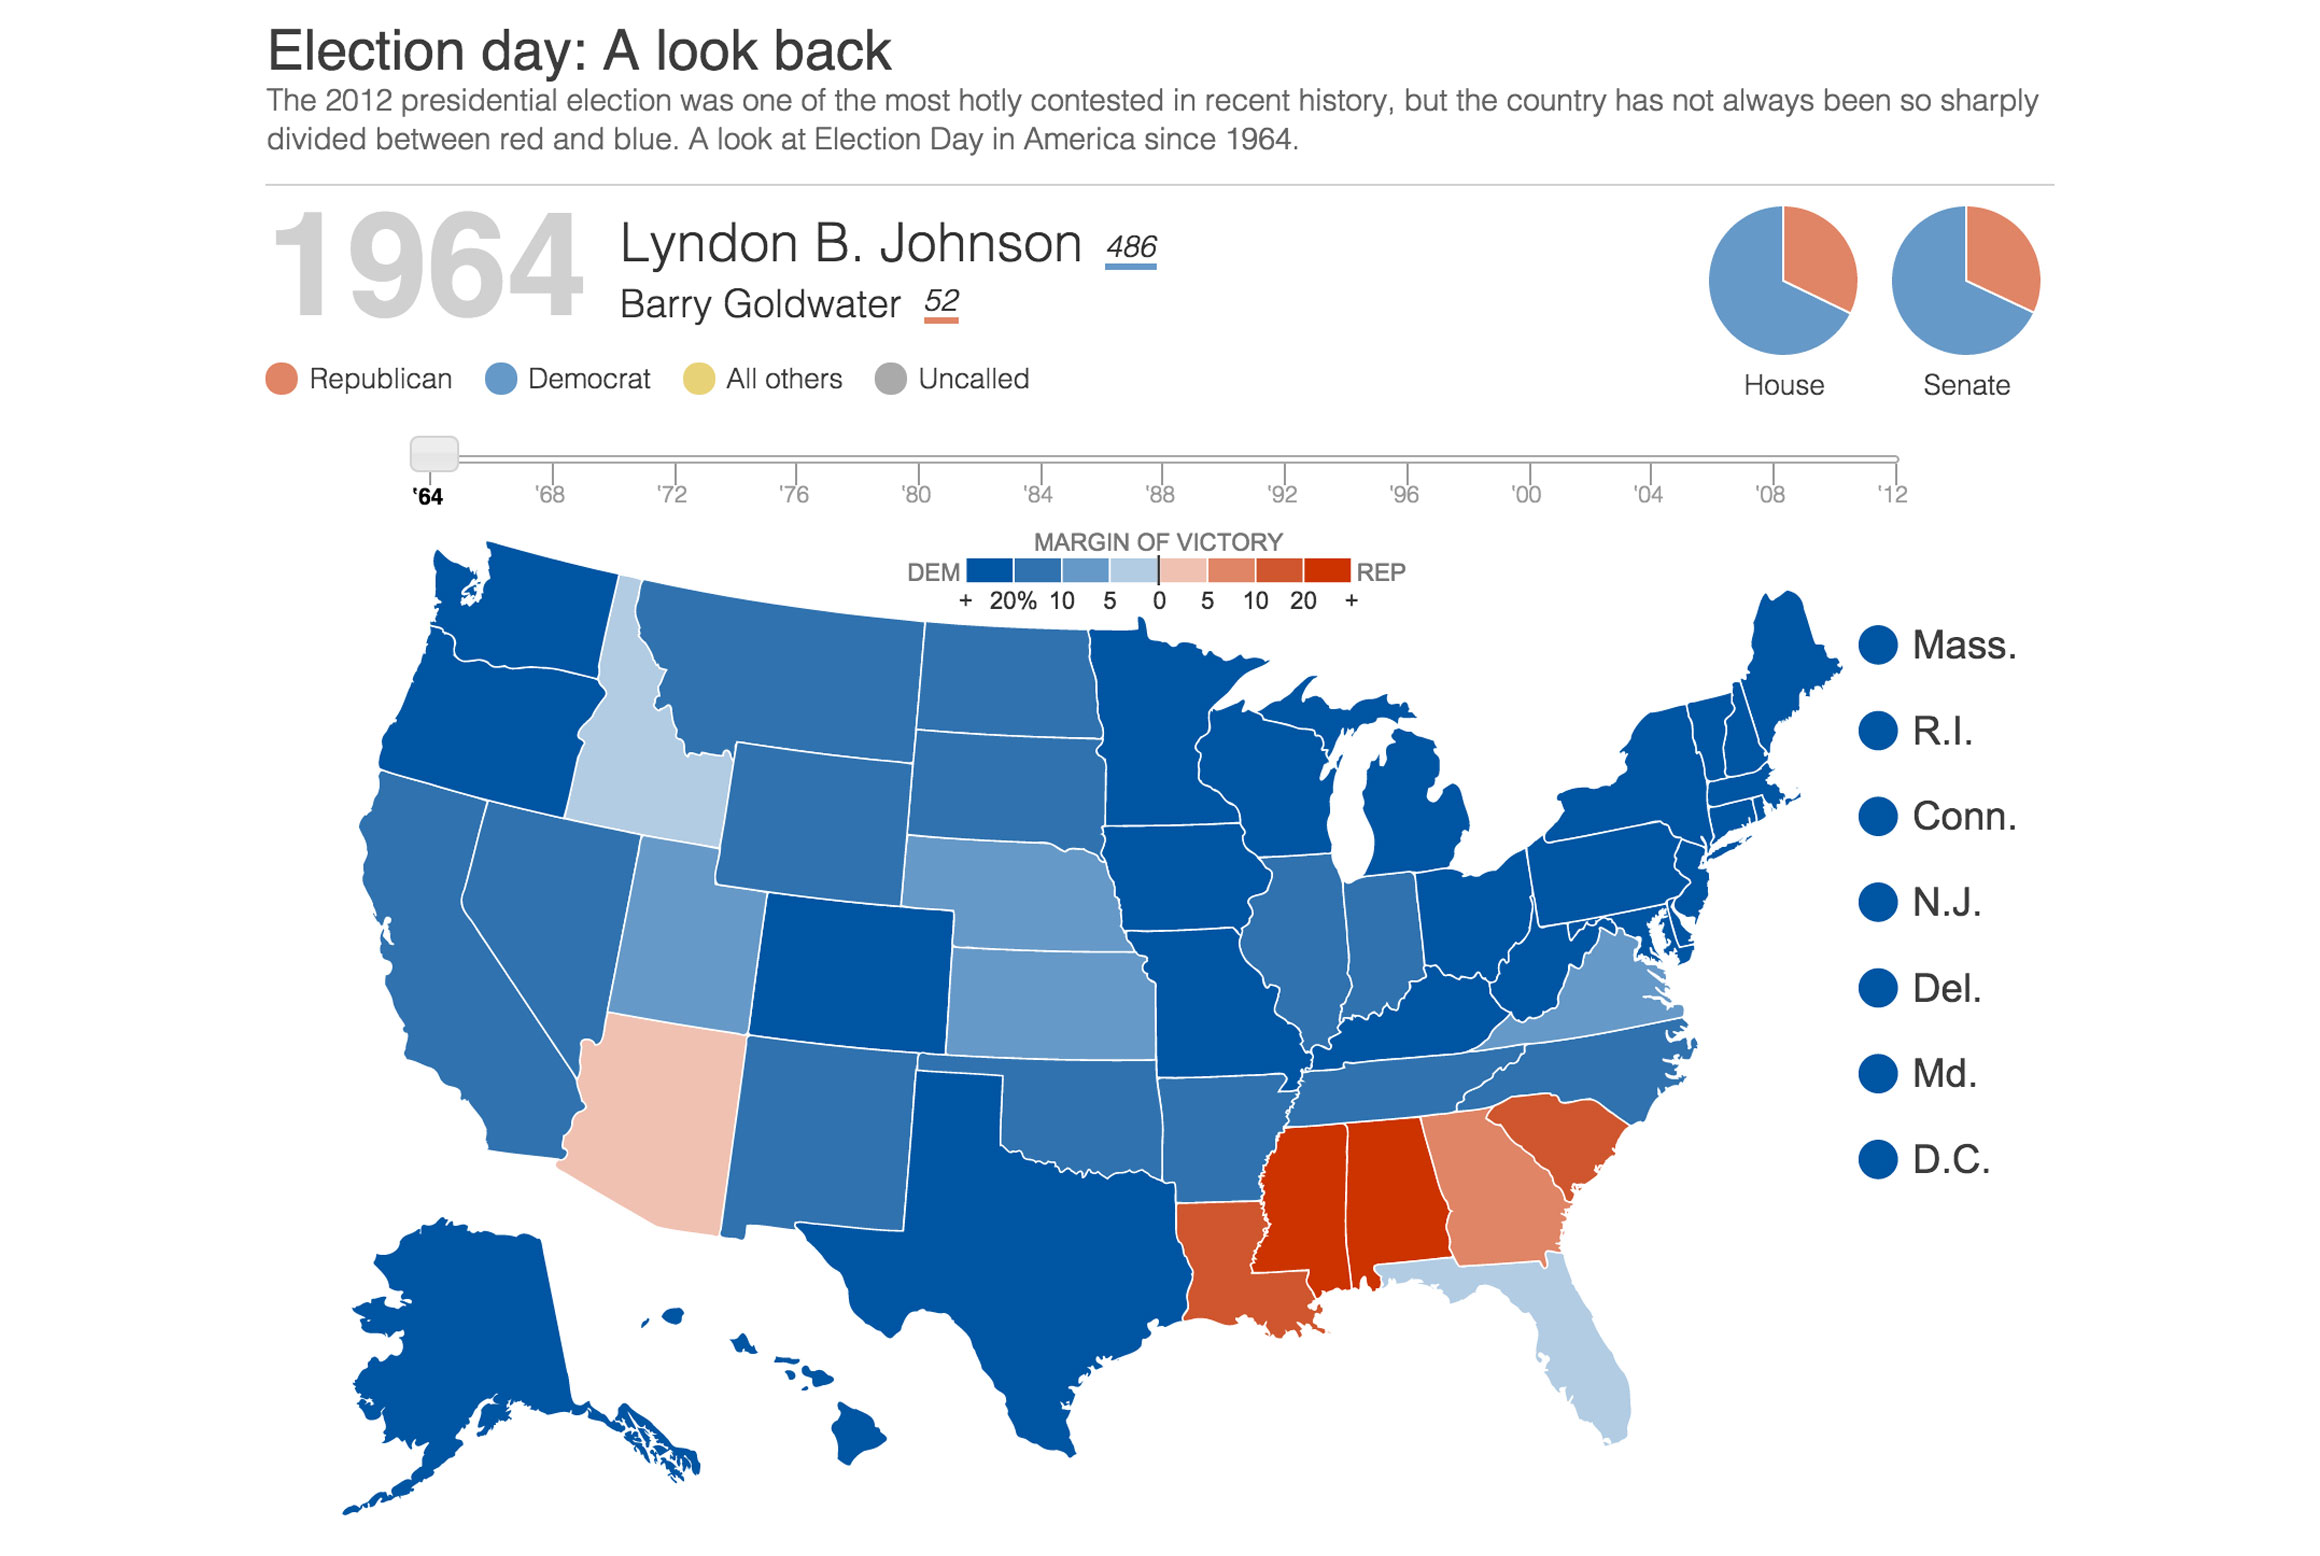 Election day: A look back
The 2012 presidential election was one of the most hotly contested in recent history, but the country has not always been so sharply
divided between red and blue. A look at Election Day in America since 1964.
1964
Lyndon B. Johnson 486
Barry Goldwater 52
Republican Democrat All others Uncalled
House Senate
'64 '68 '72 '76 '80 '84 '88 '92 '96 '00 '04 '08 '12
MARGIN OF VICTORY
DEM REP
+ 20% 10 5 0 5 10 20 +
Mass.
R.I.
Conn.
N.J.
Del.
Md.
D.C.